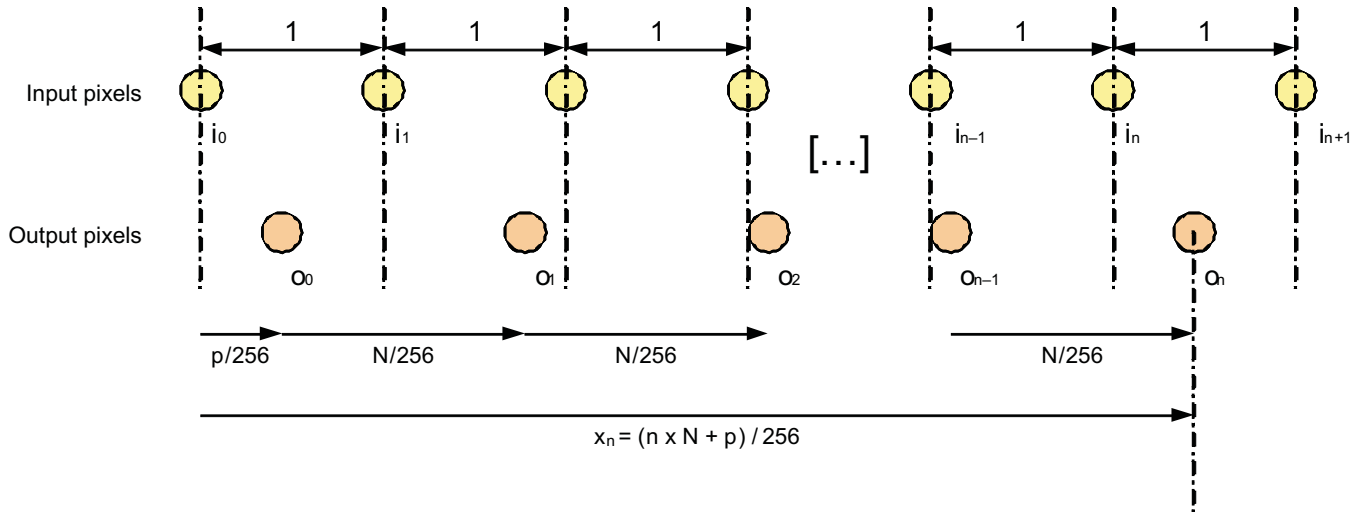 1 1 1 1 1
Input pixels
i0 i1 in–1 in in+1
[…]
Output pixels
o0 o1 o2 on–1 on
p/256 N/256 N/256 N/256
xn = (n x N + p) / 256